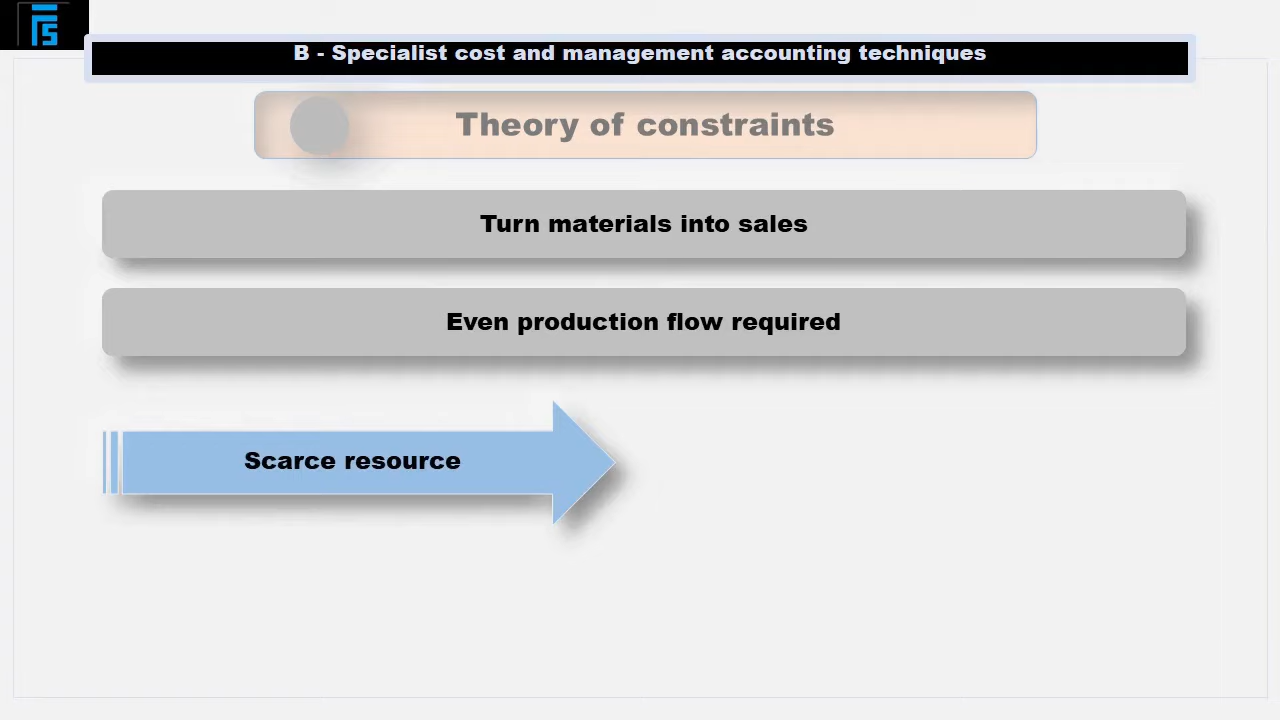 B - Specialist cost and management accounting techniques
Theory of constraints
Turn materials into sales
Even production flow required
Scarce resource